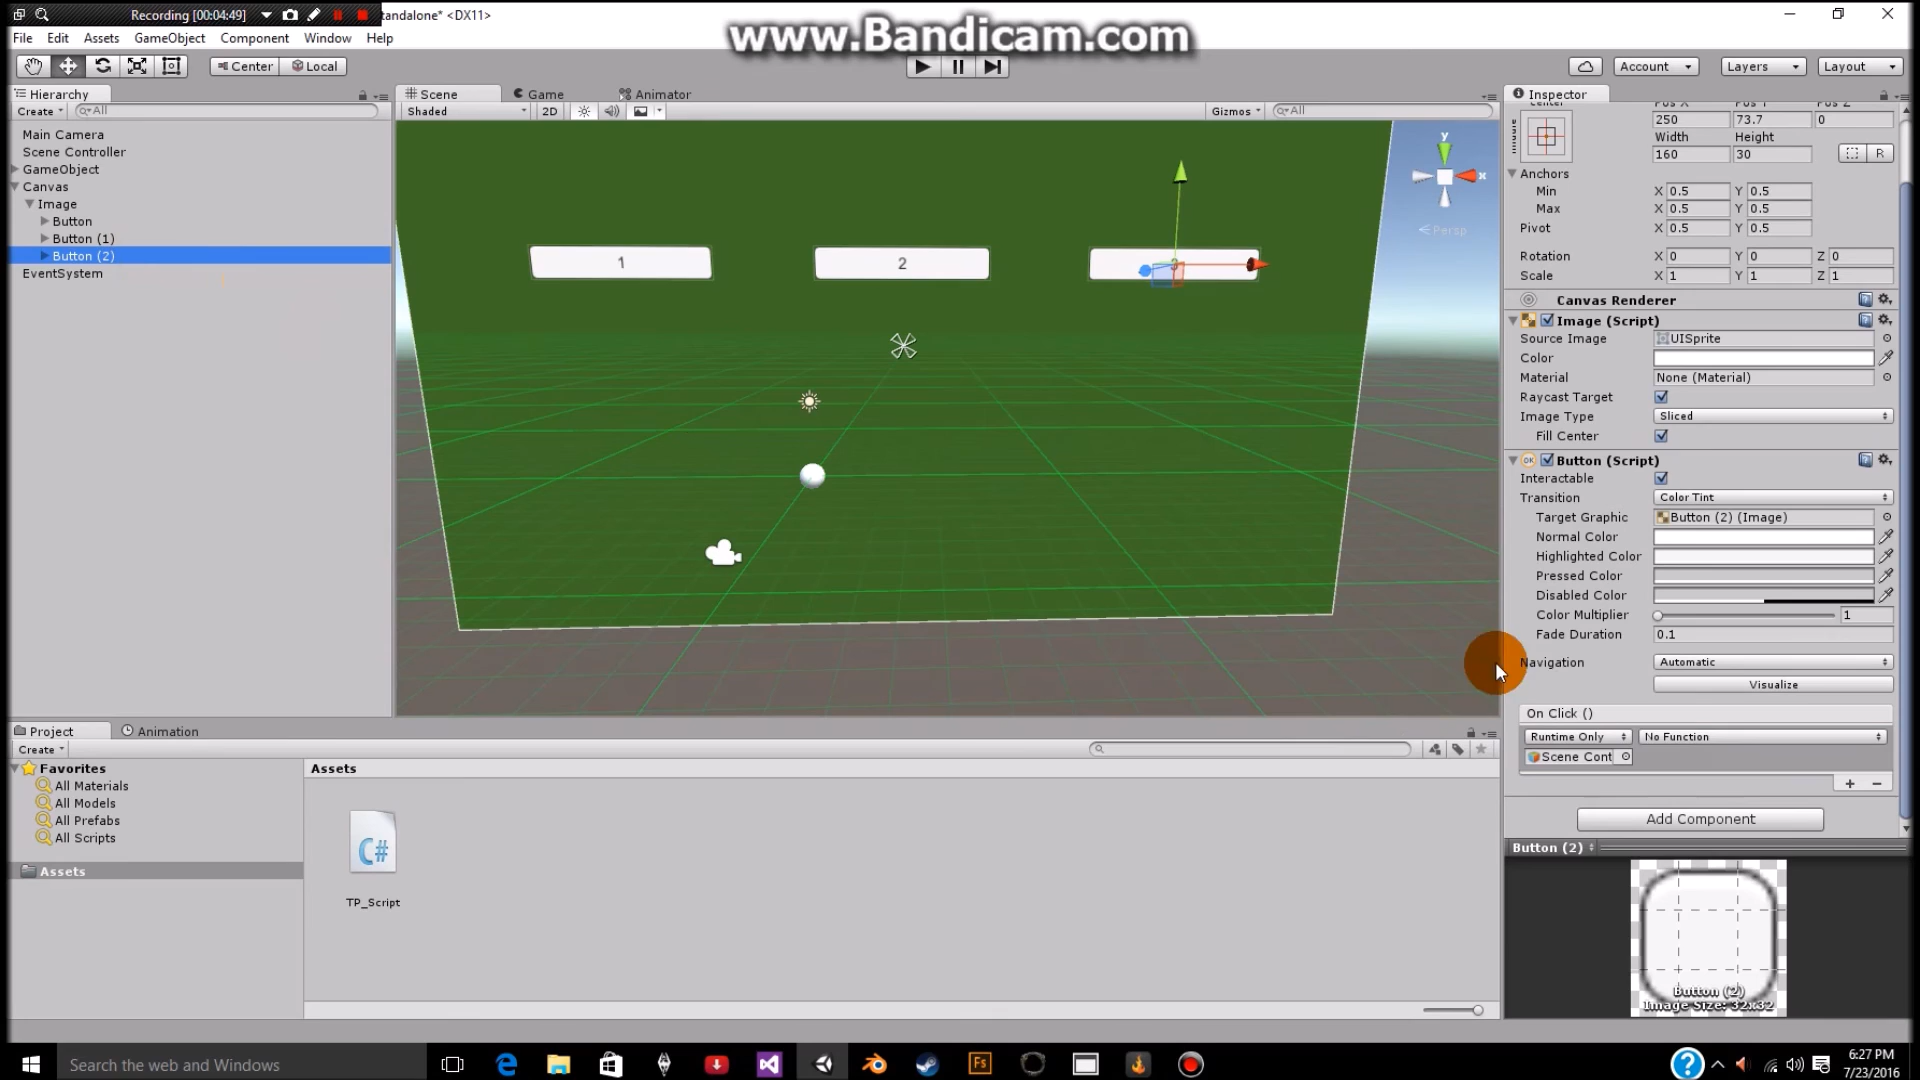 Recording [00:04:49]
tandalone* <DX11>
www.Bandicam.com
File Edit Assets GameObject Component Window Help
Center Local
Account Layers Layout
Hierarchy
Create All
Main Camera
Scene Controller
GameObject
Canvas
Image
Button
Button (1)
Button (2)
EventSystem
Scene Game Animator
Shaded 2D Gizmos All
y
x
Persp
1
2
Inspector
250 73.7 0
Width Height
160 30
R
Anchors
Min X 0.5 Y 0.5
Max X 0.5 Y 0.5
Pivot X 0.5 Y 0.5
Rotation X 0 Y 0 Z 0
Scale X 1 Y 1 Z 1
Canvas Renderer
Image (Script)
Source Image UISprite
Color
Material None (Material)
Raycast Target
Image Type Sliced
Fill Center
Button (Script)
Interactable
Transition Color Tint
Target Graphic Button (2) (Image)
Normal Color
Highlighted Color
Pressed Color
Disabled Color
Color Multiplier 1
Fade Duration 0.1
Navigation Automatic
Visualize
On Click ()
Runtime Only No Function
Scene Cont
+ −
Add Component
Button (2)
Button (2)
Image Size: 32x32
Project Animation
Create
Favorites
All Materials
All Models
All Prefabs
All Scripts
Assets
Assets
C#
TP_Script
Search the web and Windows
Fs
6:27 PM
7/23/2016